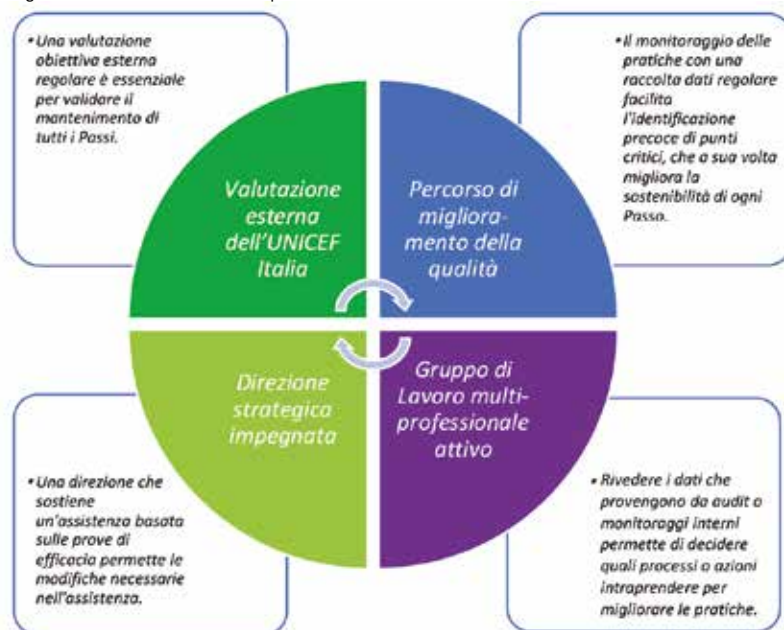 • Una valutazione
obiettiva esterna
regolare è essenziale
per validare il
mantenimento di
tutti i Passi.
• Il monitoraggio delle
pratiche con una
raccolta dati regolare
facilita
l'identificazione
precoce di punti
critici, che a sua volta
migliora la
sostenibilità di ogni
Passo.
Valutazione
esterna
dell'UNICEF
Italia
Percorso di
migliora-
mento della
qualità
Direzione
strategica
impegnata
Gruppo di
Lavoro multi-
professionale
attivo
• Una direzione che
sostiene
un'assistenza basata
sulle prove di
efficacia permette le
modifiche necessarie
nell'assistenza.
• Rivedere i dati che
provengono da audit o
monitoraggi interni
permette di decidere
quali processi o azioni
intraprendere per
migliorare le pratiche.